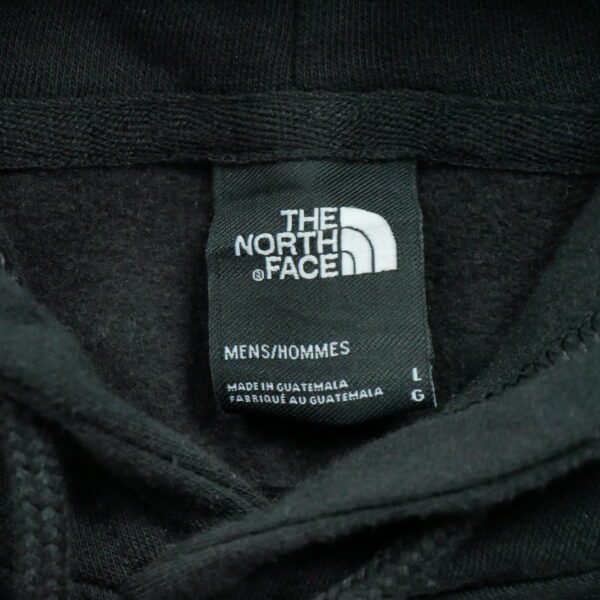 THE
NORTH
®FACE
MENS/HOMMES
L
MADE IN GUATEMALA
FABRIQUÉ AU GUATEMALA
G